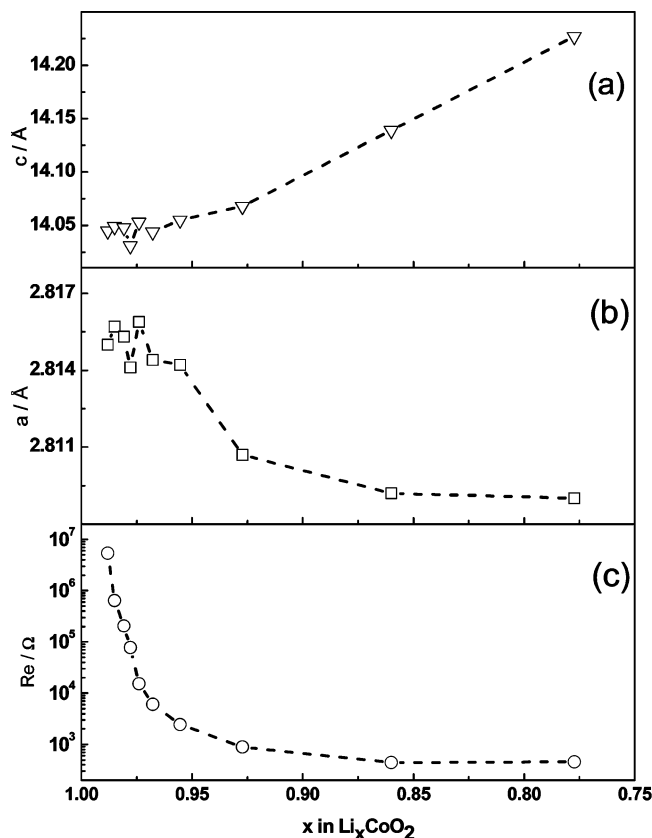 14.20
14.15
14.10
14.05
c / Å
(a)
2.817
2.814
2.811
a / Å
(b)
10⁷
10⁶
10⁵
10⁴
10³
Re / Ω
(c)
1.00 0.95 0.90 0.85 0.80 0.75
x in LiₓCoO₂